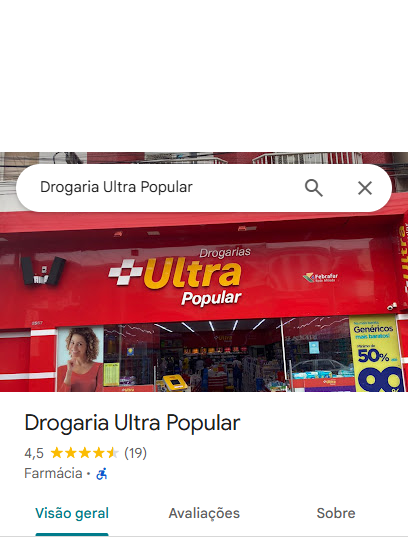 Drogaria Ultra Popular
Drogarias
Ultra
Popular
Febrafar
Genéricos
mais baratos!
50%
90%
Drogaria Ultra Popular
4,5 (19)
Farmácia ·
Visão geral
Avaliações
Sobre